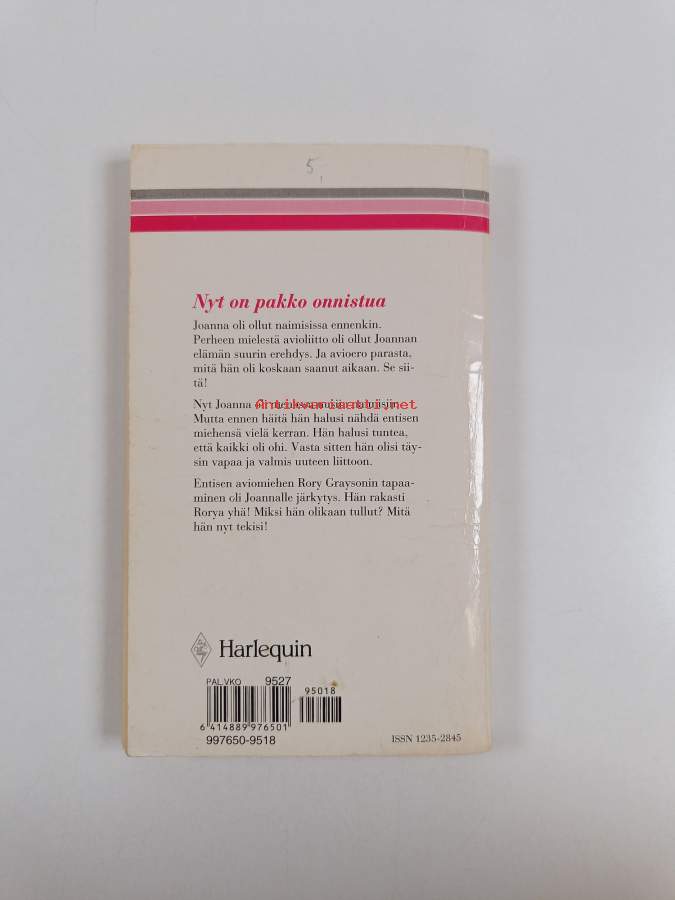 5,
Nyt on pakko onnistua
Joanna oli ollut naimisissa ennenkin.
Perheen mielestä avioliitto oli ollut Joannan
elämän suurin erehdys. Ja avioero parasta,
mitä hän oli koskaan saanut aikaan. Se sii-
tä!
Nyt Joanna oli
Antikvariaatti.net
Mutta ennen häitä hän halusi nähdä entisen
miehensä vielä kerran. Hän halusi tuntea,
että kaikki oli ohi. Vasta sitten hän olisi täy-
sin vapaa ja valmis uuteen liittoon.
Entisen aviomiehen Rory Graysonin tapaa-
minen oli Joannalle järkytys. Hän rakasti
Rorya yhä! Miksi hän olikaan tullut? Mitä
hän nyt tekisi!
Harlequin
PAL.VKO 9527
95018
6 414889 976501
997650-9518
ISSN 1235-2845